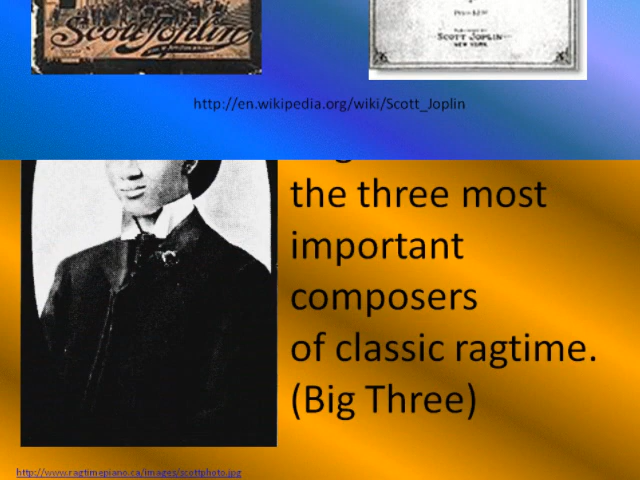 Scott Joplin
SCOTT JOPLIN
NEW YORK
http://en.wikipedia.org/wiki/Scott_Joplin
the three most
important
composers
of classic ragtime.
(Big Three)
http://www.ragtimepiano.ca/images/scottphoto.jpg